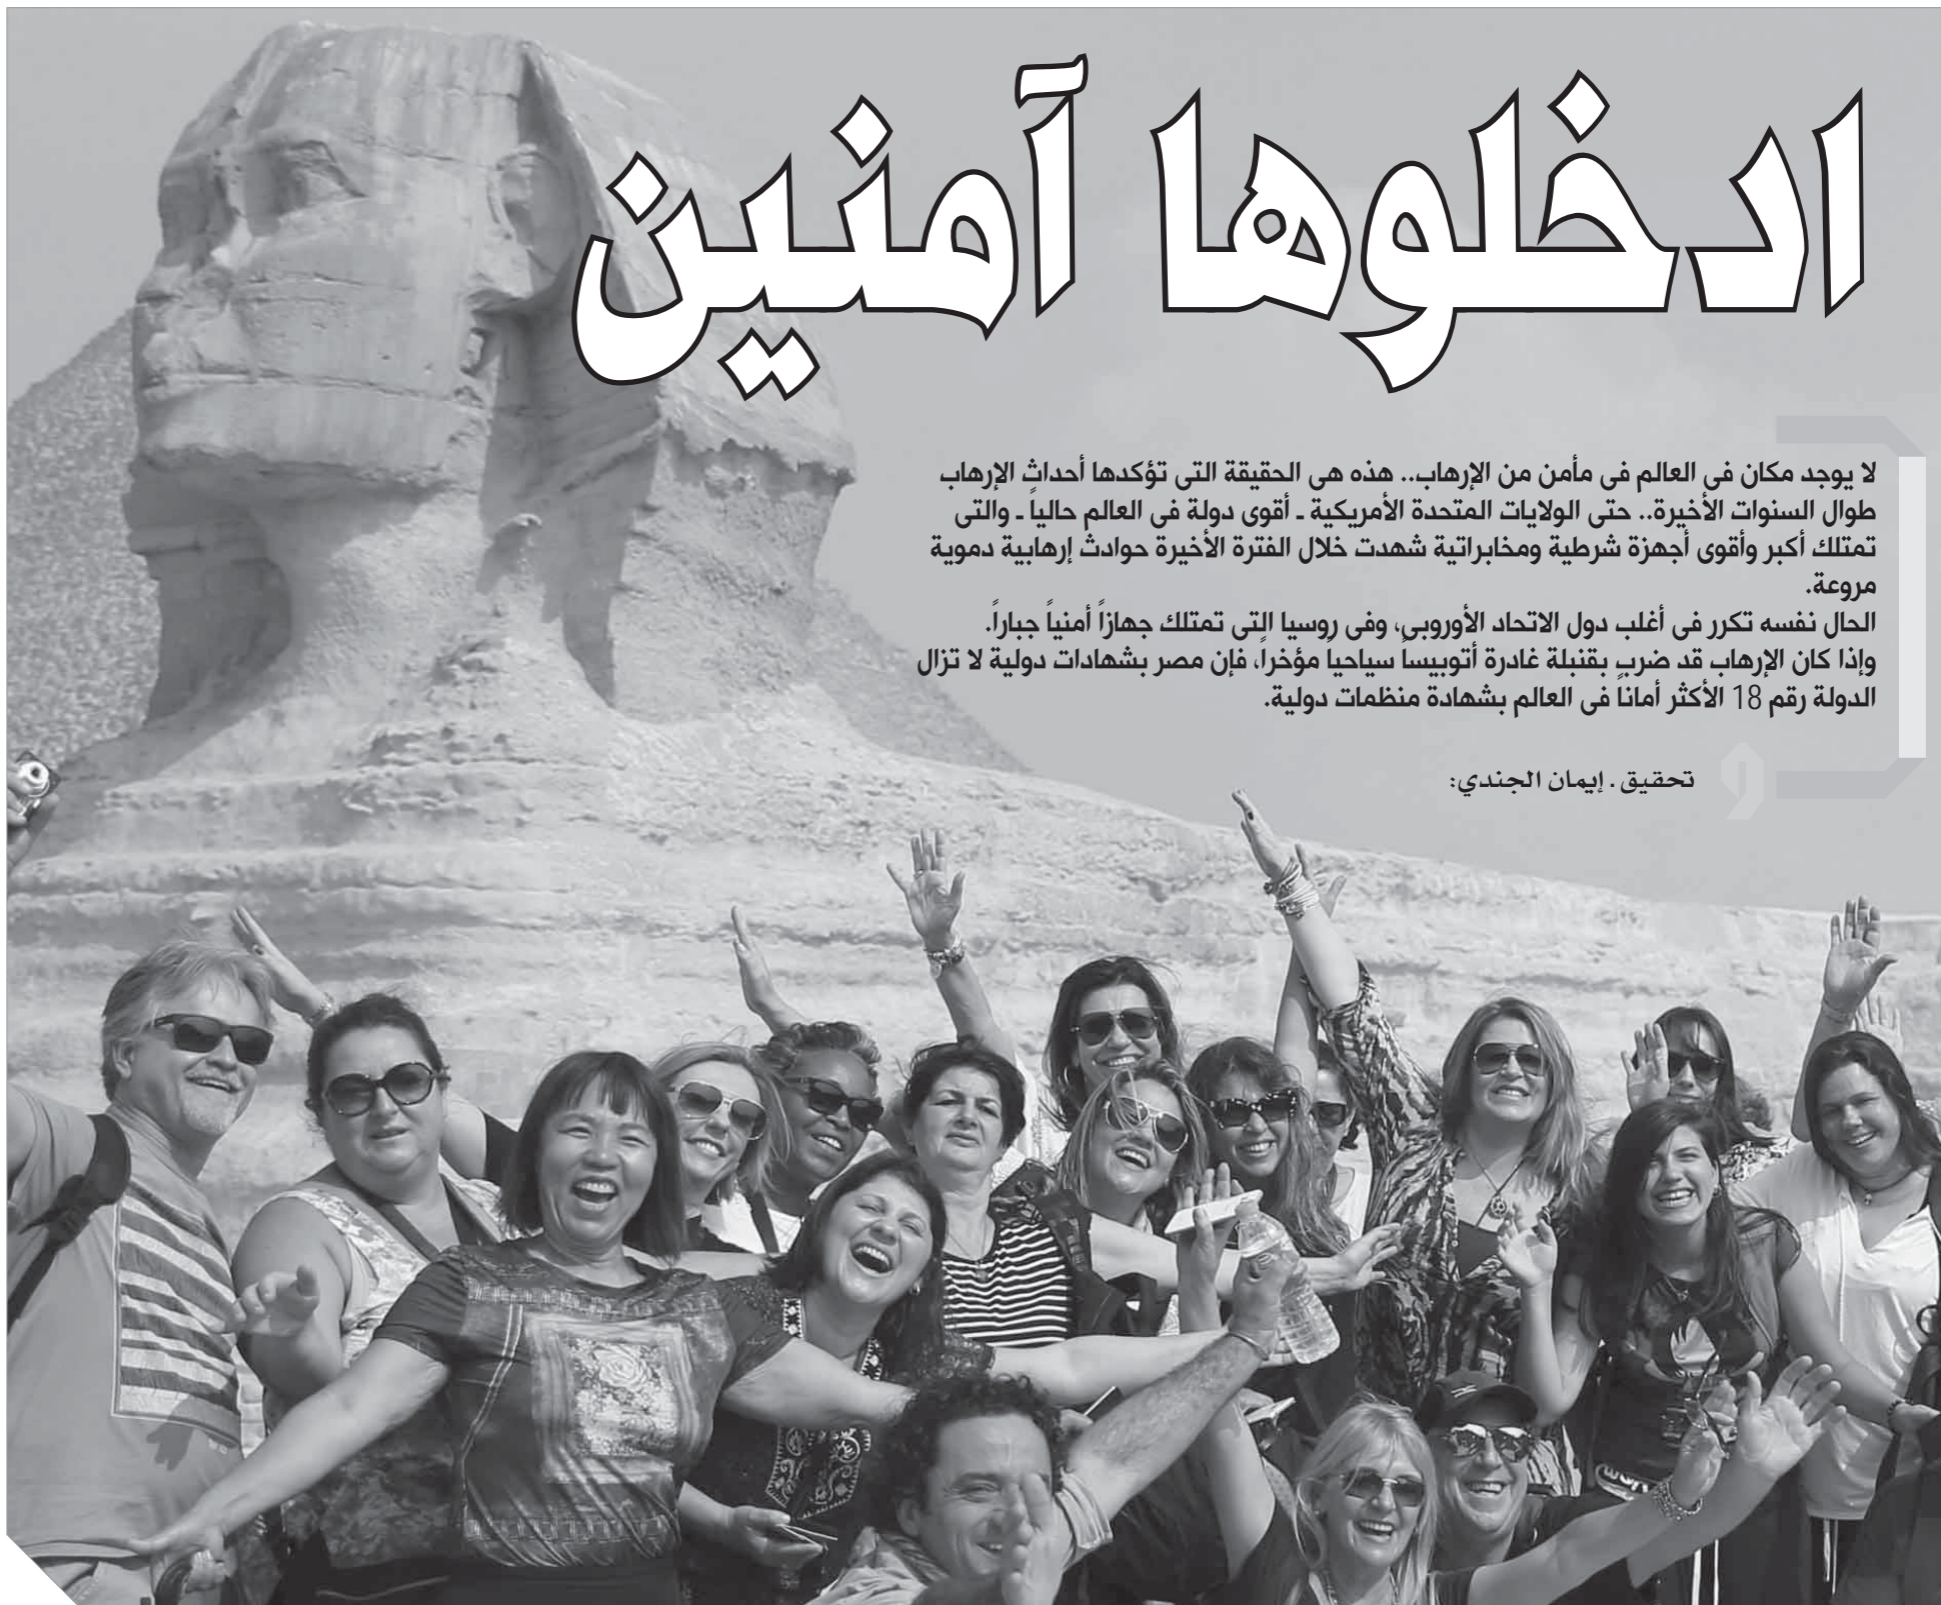 ادخلوها آمنين
لا يوجد مكان فى العالم فى مأمن من الإرهاب.. هذه هى الحقيقة التى تؤكدها أحداث الإرهاب
طوال السنوات الأخيرة.. حتى الولايات المتحدة الأمريكية ـ أقوى دولة فى العالم حالياً ـ والتى
تمتلك أكبر وأقوى أجهزة شرطية ومخابراتية شهدت خلال الفترة الأخيرة حوادث إرهابية دموية
مروعة.
الحال نفسه تكرر فى أغلب دول الاتحاد الأوروبى، وفى روسيا التى تمتلك جهازاً أمنياً جباراً.
وإذا كان الإرهاب قد ضرب بقنبلة غادرة أتوبيساً سياحياً مؤخراً، فإن مصر بشهادات دولية لا تزال
الدولة رقم 18 الأكثر أماناً فى العالم بشهادة منظمات دولية.
تحقيق . إيمان الجندي: